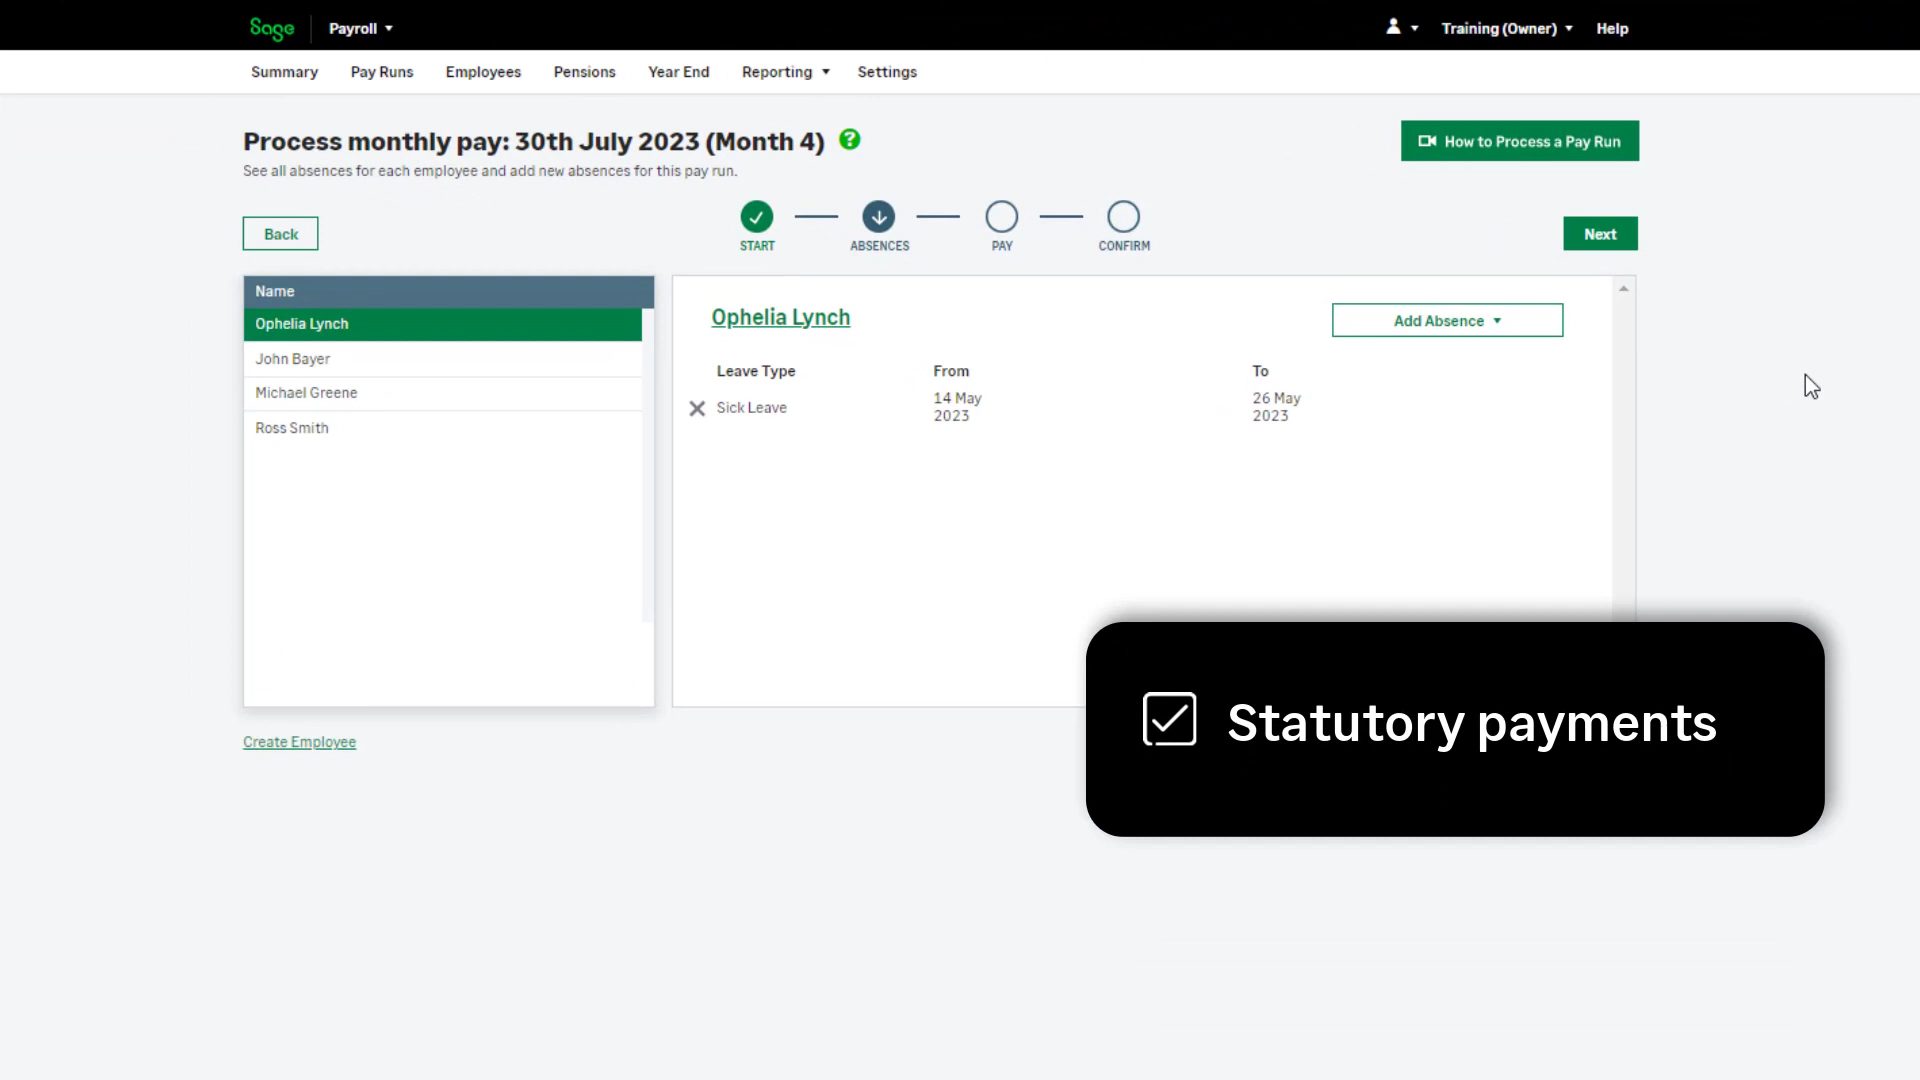 Sage Payroll Training (Owner) Help
Summary Pay Runs Employees Pensions Year End Reporting Settings
Process monthly pay: 30th July 2023 (Month 4) ?
How to Process a Pay Run
See all absences for each employee and add new absences for this pay run.
Back
START ABSENCES PAY CONFIRM
Next
Name
Ophelia Lynch
John Bayer
Michael Greene
Ross Smith
Ophelia Lynch
Add Absence
Leave Type From To
Sick Leave 14 May 2023 26 May 2023
Create Employee
Statutory payments